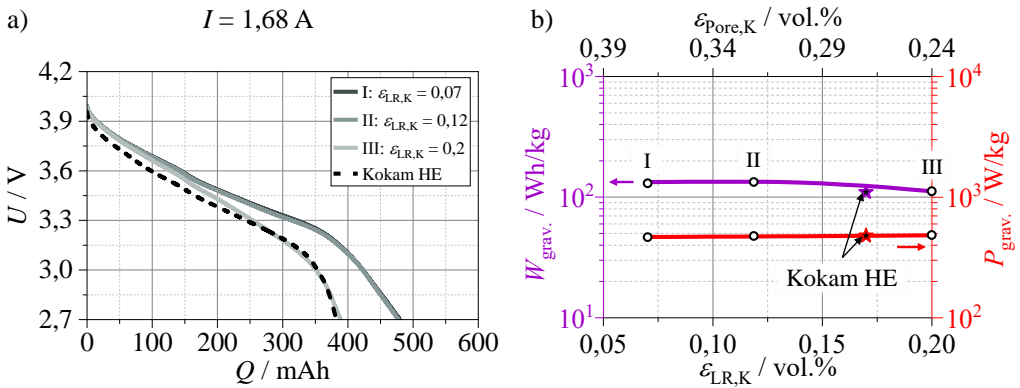 a)
I = 1,68 A
4,2
3,9
3,6
3,3
3,0
2,7
U / V
0 100 200 300 400 500 600
Q / mAh
I: εLR,K = 0,07
II: εLR,K = 0,12
III: εLR,K = 0,2
Kokam HE
b)
εPore,K / vol.%
0,39 0,34 0,29 0,24
10³
10²
10¹
Wgrav. / Wh/kg
10⁴
10³
10²
Pgrav. / W/kg
I
II
III
Kokam HE
0,05 0,10 0,15 0,20
εLR,K / vol.%